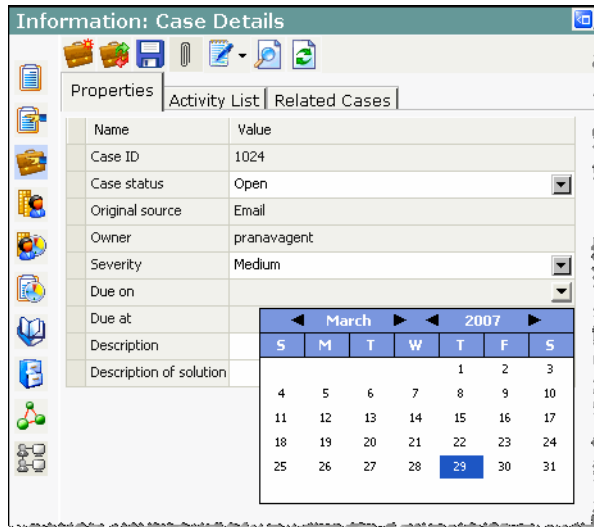 Information: Case Details
Properties Activity List Related Cases
Name Value
Case ID 1024
Case status Open
Original source Email
Owner pranavagent
Severity Medium
Due on
Due at
Description
Description of solution
March 2007
S M T W T F S
1 2 3
4 5 6 7 8 9 10
11 12 13 14 15 16 17
18 19 20 21 22 23 24
25 26 27 28 29 30 31